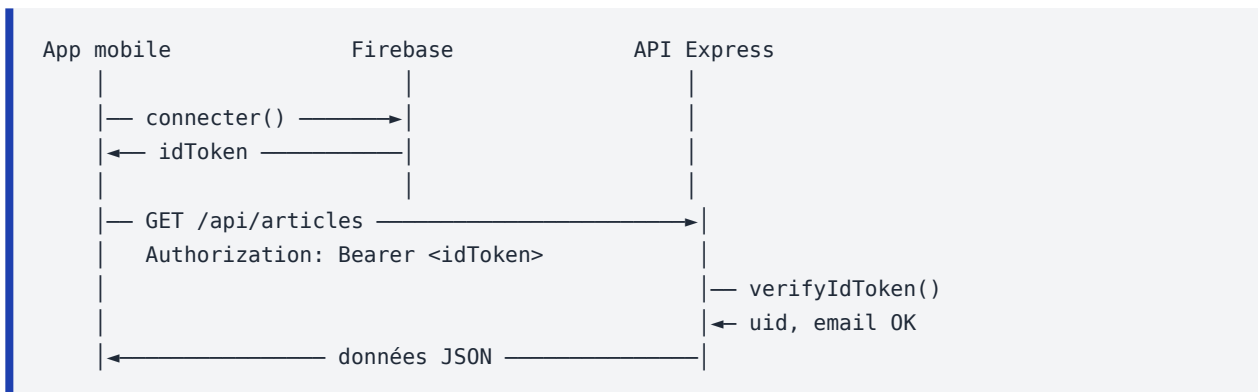 App mobile Firebase API Express
connecter()
idToken
GET /api/articles
Authorization: Bearer <idToken>
verifyIdToken()
uid, email OK
données JSON